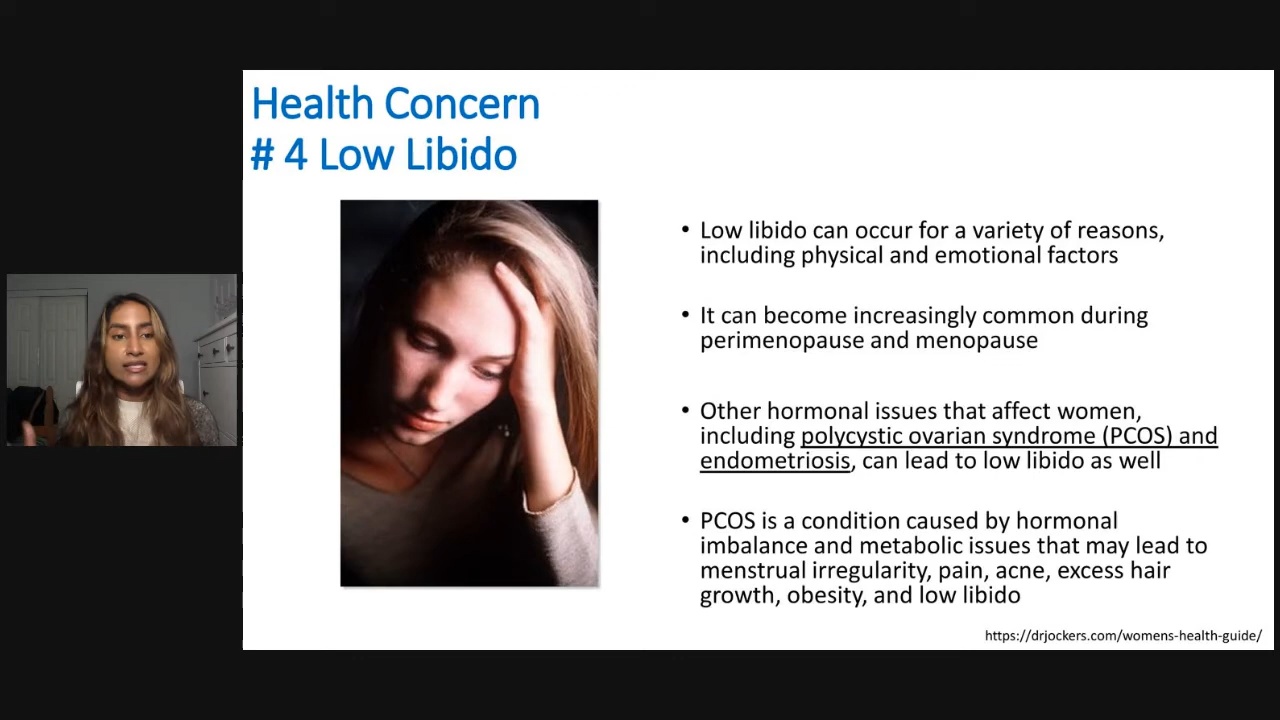 Health Concern
# 4 Low Libido
• Low libido can occur for a variety of reasons,
including physical and emotional factors
• It can become increasingly common during
perimenopause and menopause
• Other hormonal issues that affect women,
including polycystic ovarian syndrome (PCOS) and
endometriosis, can lead to low libido as well
• PCOS is a condition caused by hormonal
imbalance and metabolic issues that may lead to
menstrual irregularity, pain, acne, excess hair
growth, obesity, and low libido
https://drjockers.com/womens-health-guide/